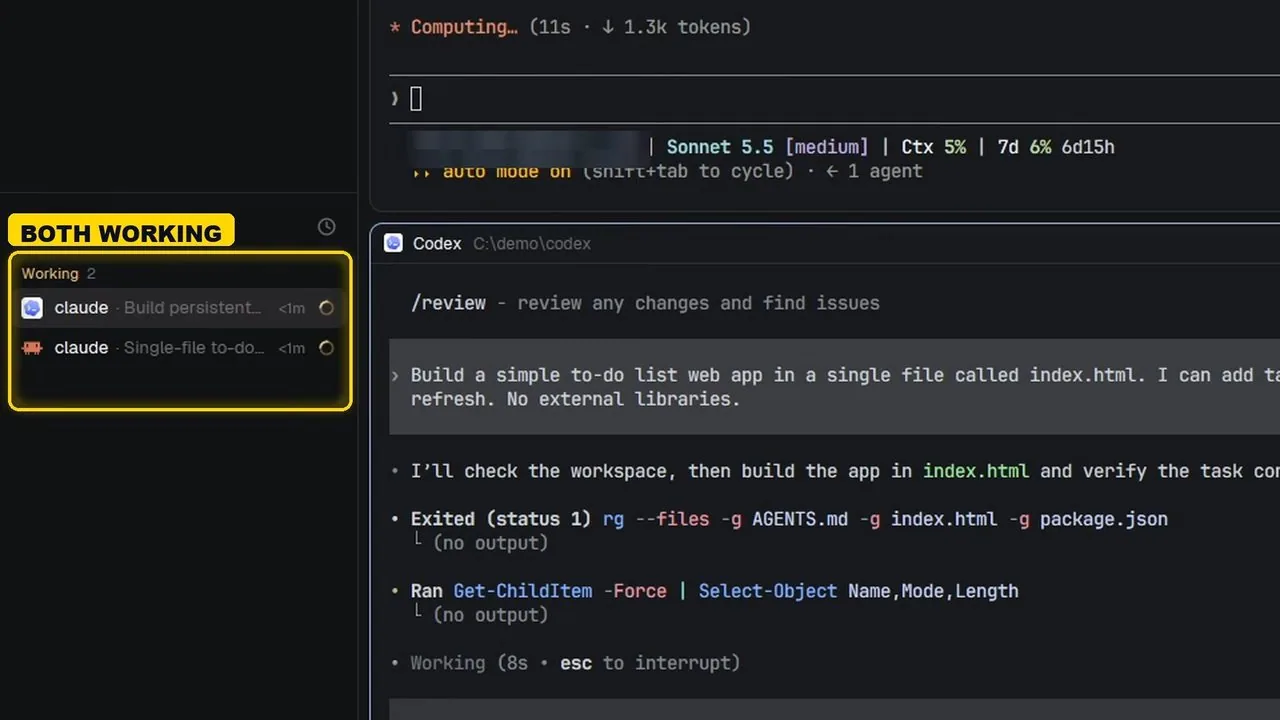 * Computing… (11s · ↓ 1.3k tokens)
❯
| Sonnet 5.5 [medium] | Ctx 5% | 7d 6% 6d15h
auto mode on (shift+tab to cycle) · ← 1 agent
BOTH WORKING
Working 2
claude · Build persistent... <1m
claude · Single-file to-do... <1m
Codex C:\demo\codex
/review - review any changes and find issues
› Build a simple to-do list web app in a single file called index.html. I can add ta
refresh. No external libraries.
• I’ll check the workspace, then build the app in index.html and verify the task co
• Exited (status 1) rg --files -g AGENTS.md -g index.html -g package.json
└ (no output)
• Ran Get-ChildItem -Force | Select-Object Name,Mode,Length
└ (no output)
• Working (8s • esc to interrupt)